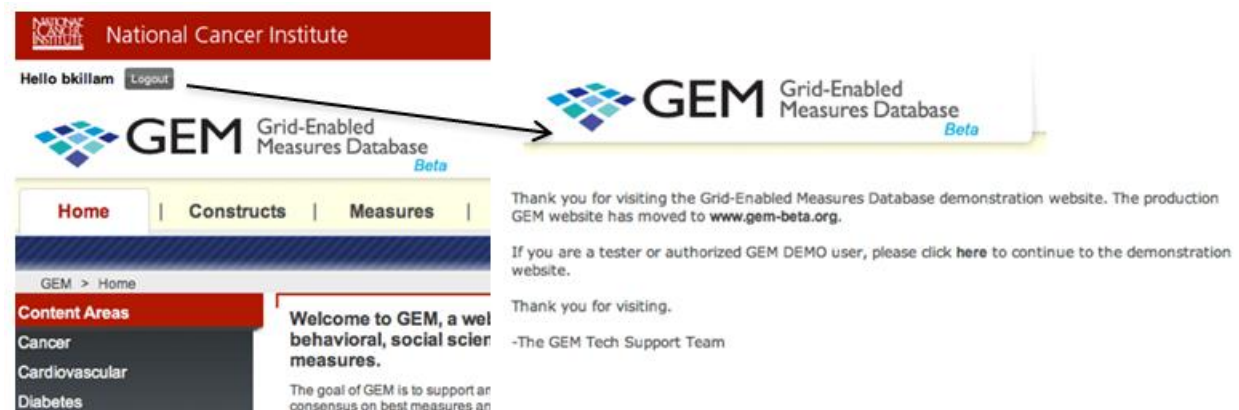 NATIONAL
CANCER
INSTITUTE
National Cancer Institute
Hello bkillam Logout
GEM Grid-Enabled
Measures Database
Beta
Home | Constructs | Measures |
GEM > Home
Content Areas
Cancer
Cardiovascular
Diabetes
Welcome to GEM, a
behavioral, social
measures.
The goal of GEM is to support
consensus on best measures
GEM Grid-Enabled
Measures Database
Beta
Thank you for visiting the Grid-Enabled Measures Database demonstration website. The production
GEM website has moved to www.gem-beta.org.
If you are a tester or authorized GEM DEMO user, please click here to continue to the demonstration
website.
Thank you for visiting.
-The GEM Tech Support Team